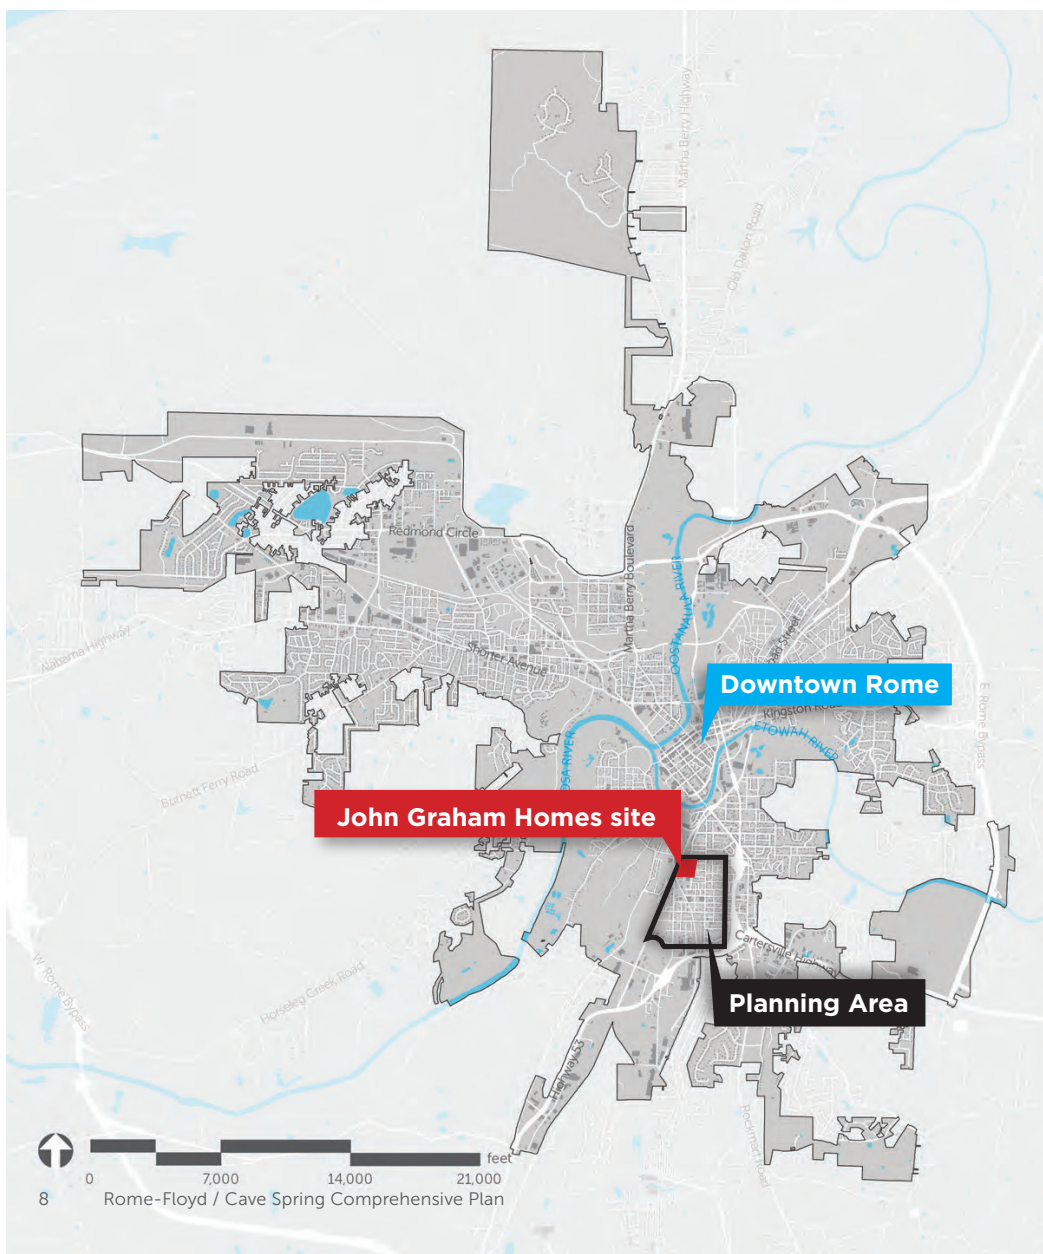 Martha Berry Highway
Old Dalton Road
Redmond Circle
Martha Berry Boulevard
OOSTANAULA RIVER
Alabama Highway
Shorter Avenue
Downtown Rome
Kingston Road
ETOWAH RIVER
E Rome Bypass
Burnett Ferry Road
OSA RIVER
John Graham Homes site
Cartersville Highway
W. Rome Bypass
Horseleg Creek Road
Planning Area
Highway 53
Rockmart Road
feet
0 7,000 14,000 21,000
8 Rome-Floyd / Cave Spring Comprehensive Plan